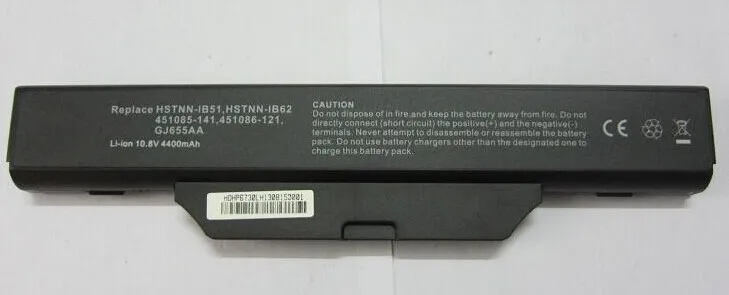 Replace HSTNN-IB51,HSTNN-IB62
451085-141,451086-121,
GJ655AA
Li-ion 10.8V 4400mAh
CAUTION
Do not dispose of in fire and keep the battery away from fire. Do not
directly connect (short circuit) the positive(+) and the negative(-)
terminals. Never attempt to disassemble or reassemble the battery
pack. Do not use battery chargers other than the designated one to
charging this battery pack.
CE
HDHP6730LH130815J001